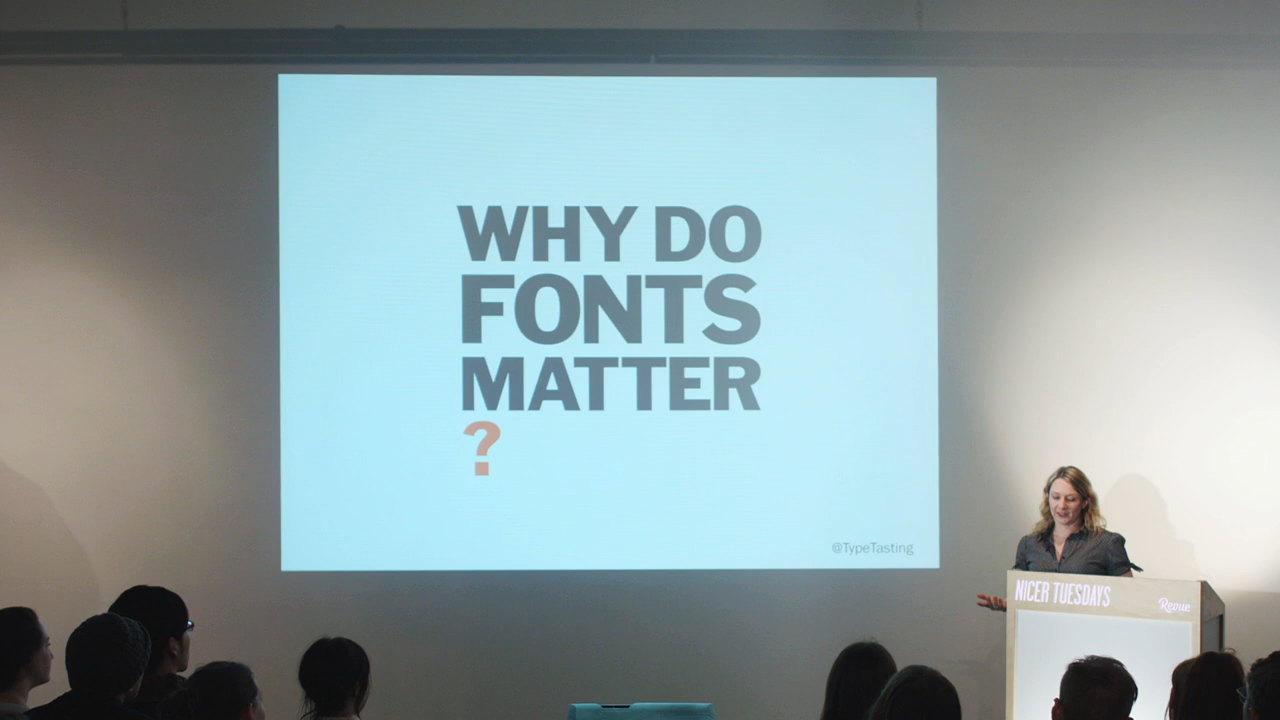 WHY DO
FONTS
MATTER
?
@TypeTasting
NICER TUESDAYS
Revue